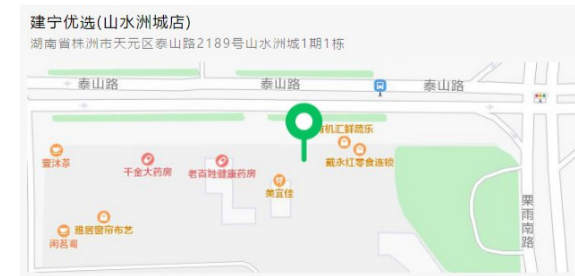 建宁优选(山水洲城店)
湖南省株洲市天元区泰山路2189号山水洲城1期1栋
泰山路
泰山路
泰山路
有机汇鲜蔬乐
壹沐茶
千金大药房
老百姓健康药房
戴永红零食连锁
美宜佳
雅居窗帘布艺
闲茗阁
栗雨南路